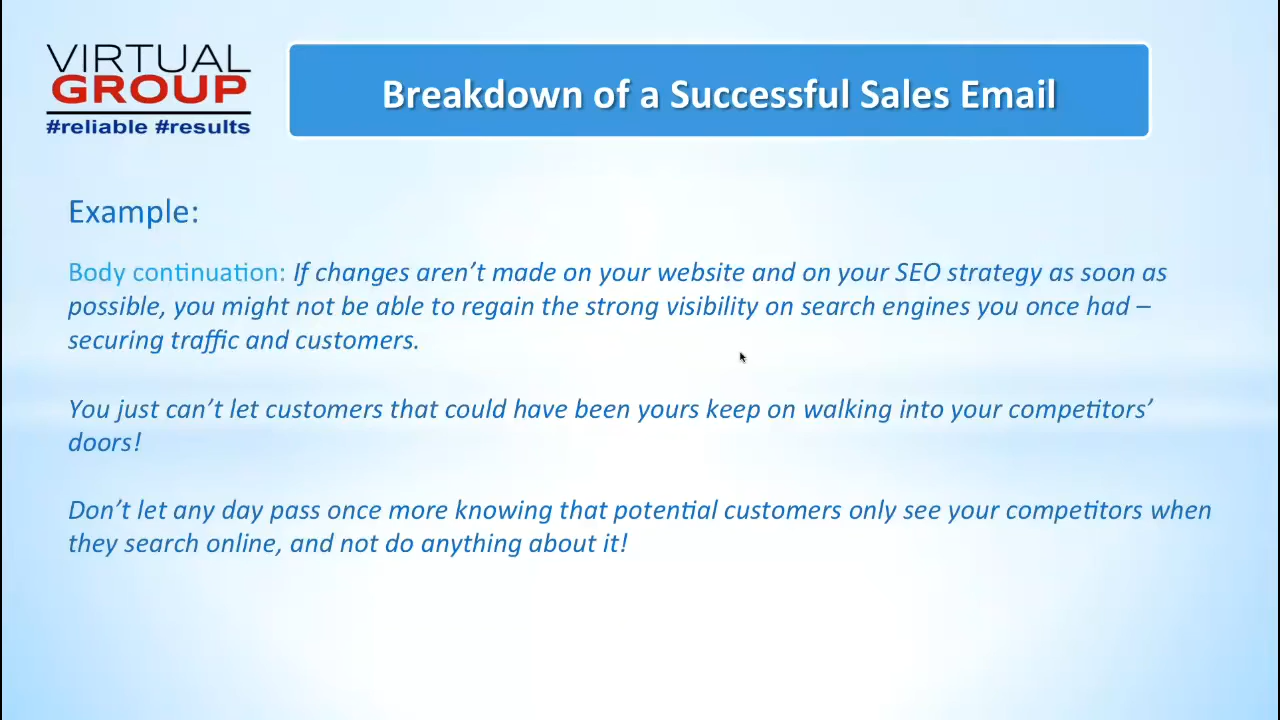 VIRTUAL
GROUP
#reliable #results
Breakdown of a Successful Sales Email
Example:
Body continuation: If changes aren’t made on your website and on your SEO strategy as soon as
possible, you might not be able to regain the strong visibility on search engines you once had –
securing traffic and customers.
You just can’t let customers that could have been yours keep on walking into your competitors’
doors!
Don’t let any day pass once more knowing that potential customers only see your competitors when
they search online, and not do anything about it!